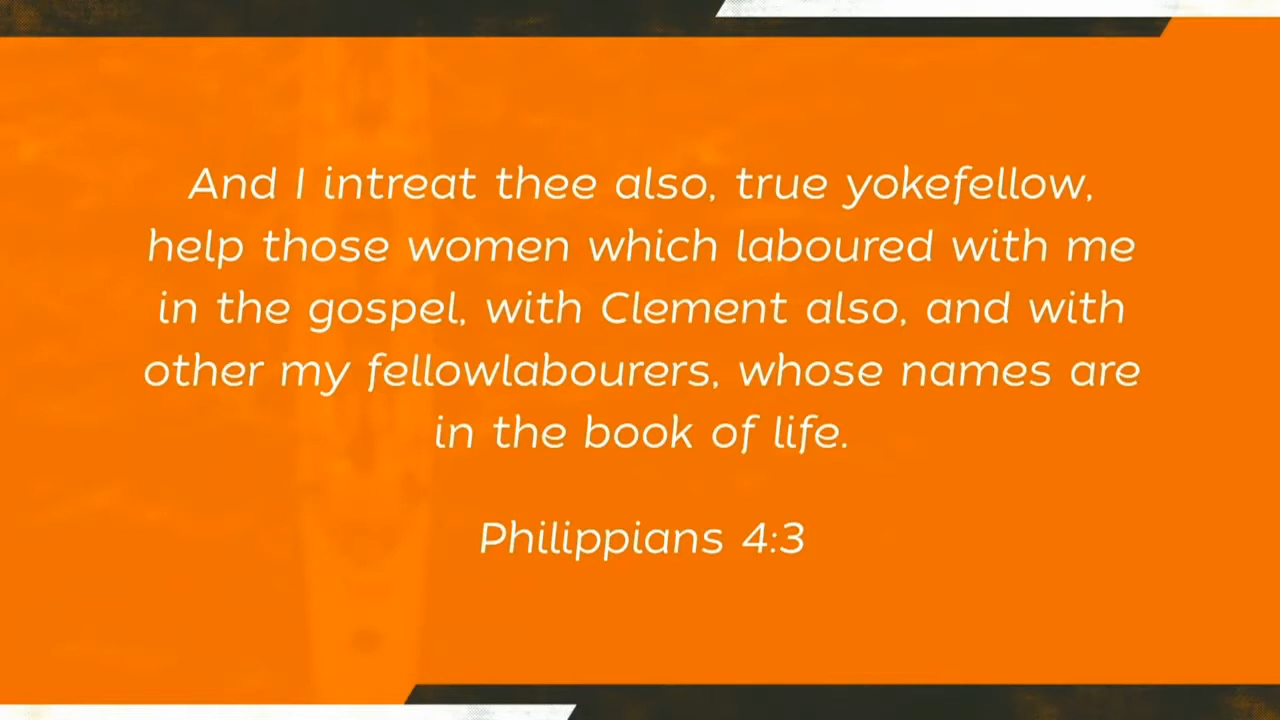 And I intreat thee also, true yokefellow,
help those women which laboured with me
in the gospel, with Clement also, and with
other my fellowlabourers, whose names are
in the book of life.
Philippians 4:3